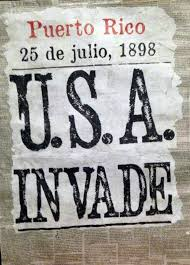 Puerto Rico
25 de julio, 1898
U.S.A.
INVADE